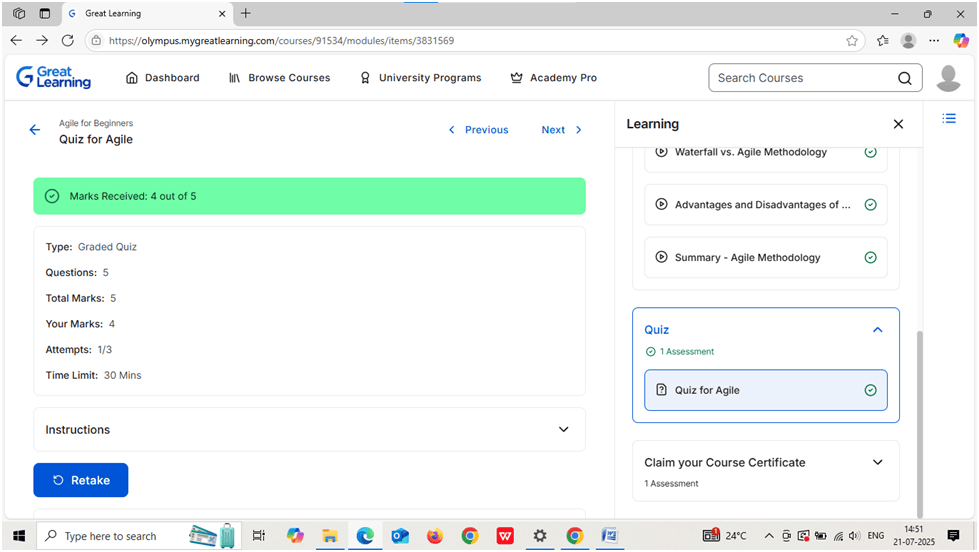 Great Learning
https://olympus.mygreatlearning.com/courses/91534/modules/items/3831569
Great Learning
Dashboard
Browse Courses
University Programs
Academy Pro
Search Courses
Agile for Beginners
Quiz for Agile
Previous
Next
Marks Received: 4 out of 5
Type: Graded Quiz
Questions: 5
Total Marks: 5
Your Marks: 4
Attempts: 1/3
Time Limit: 30 Mins
Instructions
Retake
Learning
Waterfall vs. Agile Methodology
Advantages and Disadvantages of ...
Summary - Agile Methodology
Quiz
1 Assessment
Quiz for Agile
Claim your Course Certificate
1 Assessment
Type here to search
24°C
ENG
14:51
21-07-2025